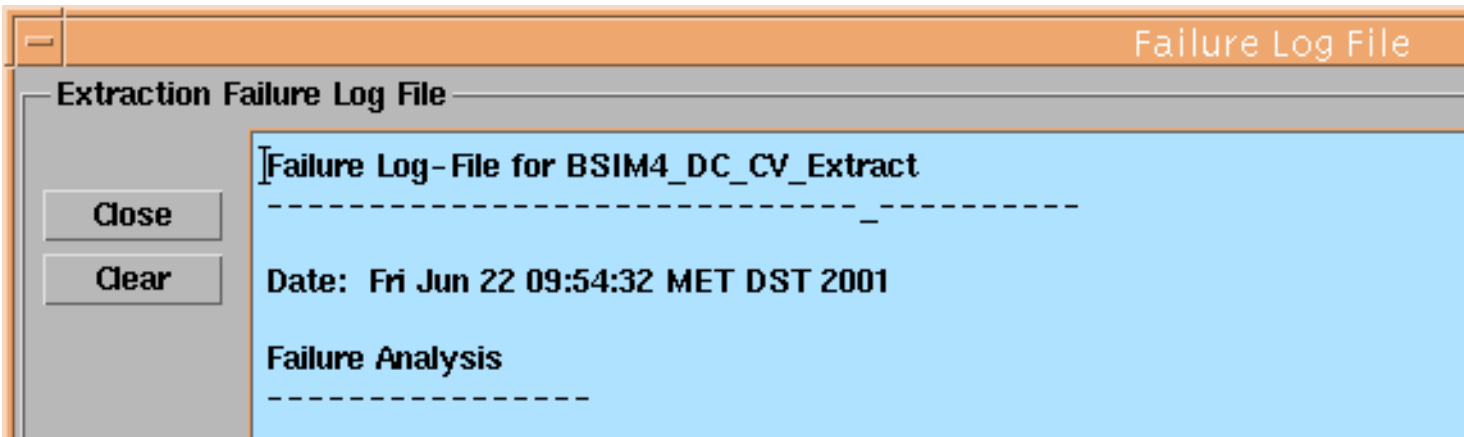 Failure Log File
Extraction Failure Log File
Failure Log-File for BSIM4_DC_CV_Extract
-----------------------------_----------
Close
Clear
Date: Fri Jun 22 09:54:32 MET DST 2001
Failure Analysis
----------------